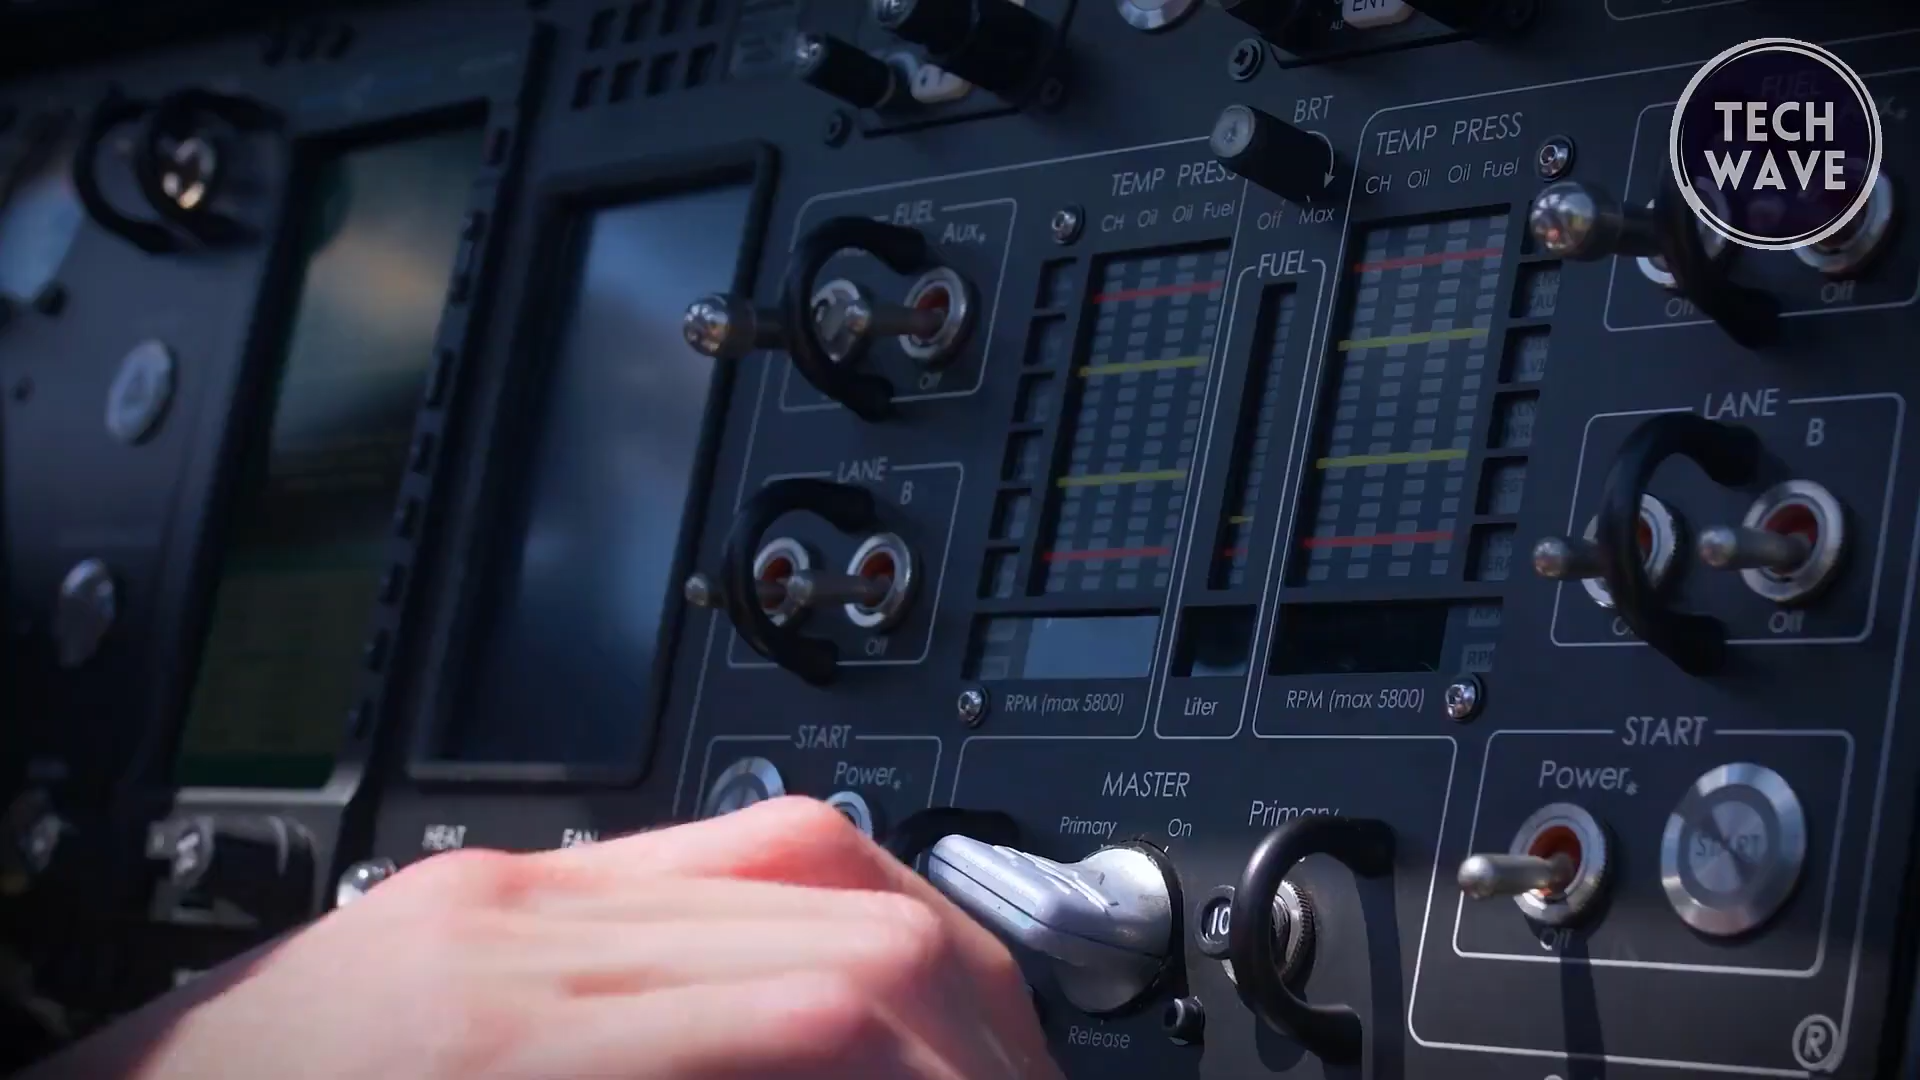 ENT
TECH
WAVE
BRT
TEMP PRESS
CH Oil Oil Fuel
TEMP PRESS
CH Oil Oil Fuel
Off Max
FUEL
Aux.
Off
FUEL
Off
LANE
B
Off
LANE
B
Off
RPM (max 5800)
Liter
RPM (max 5800)
START
Power
MASTER
Primary On
Primary
10
Release
HEAT
FAN
START
Power
START
Off
®